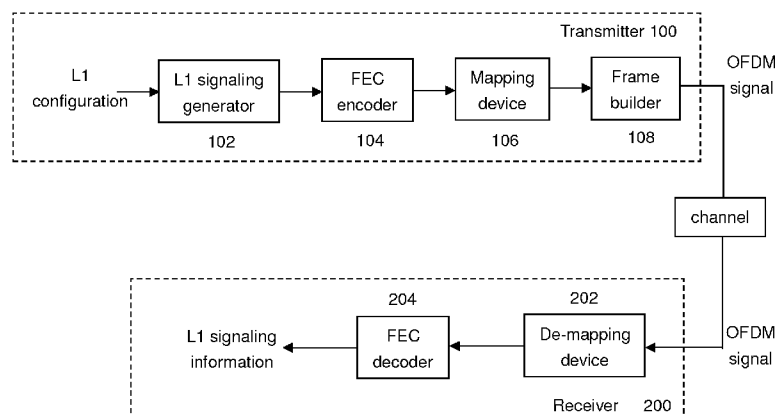 Transmitter 100
L1
configuration
L1 signaling
generator
102
FEC
encoder
104
Mapping
device
106
Frame
builder
108
OFDM
signal
channel
OFDM
signal
202
De-mapping
device
204
FEC
decoder
L1 signaling
information
Receiver 200